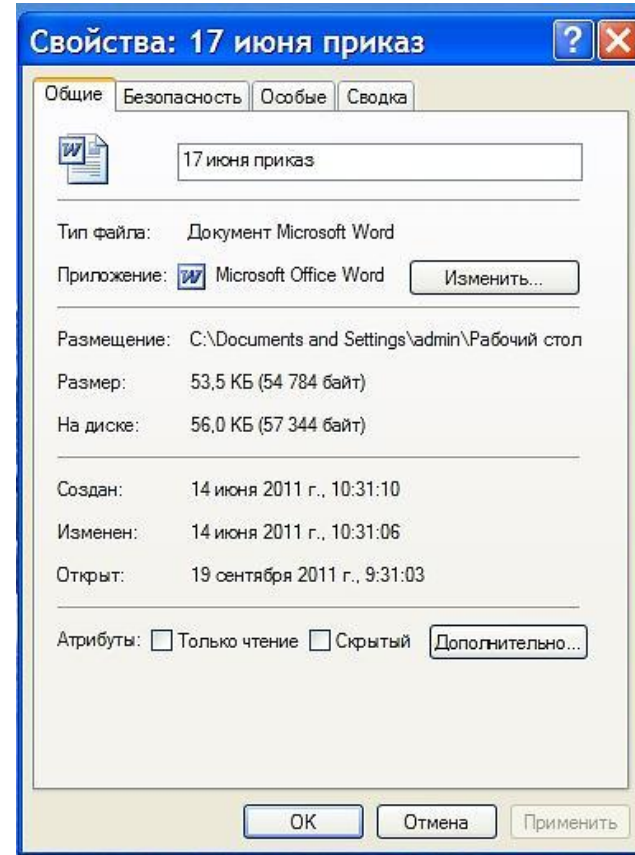 Свойства: 17 июня приказ
Общие Безопасность Особые Сводка
17 июня приказ
Тип файла: Документ Microsoft Word
Приложение: Microsoft Office Word Изменить...
Размещение: C:\Documents and Settings\admin\Рабочий стол
Размер: 53,5 КБ (54 784 байт)
На диске: 56,0 КБ (57 344 байт)
Создан: 14 июня 2011 г., 10:31:10
Изменен: 14 июня 2011 г., 10:31:06
Открыт: 19 сентября 2011 г., 9:31:03
Атрибуты: Только чтение Скрытый Дополнительно...
ОК Отмена Применить